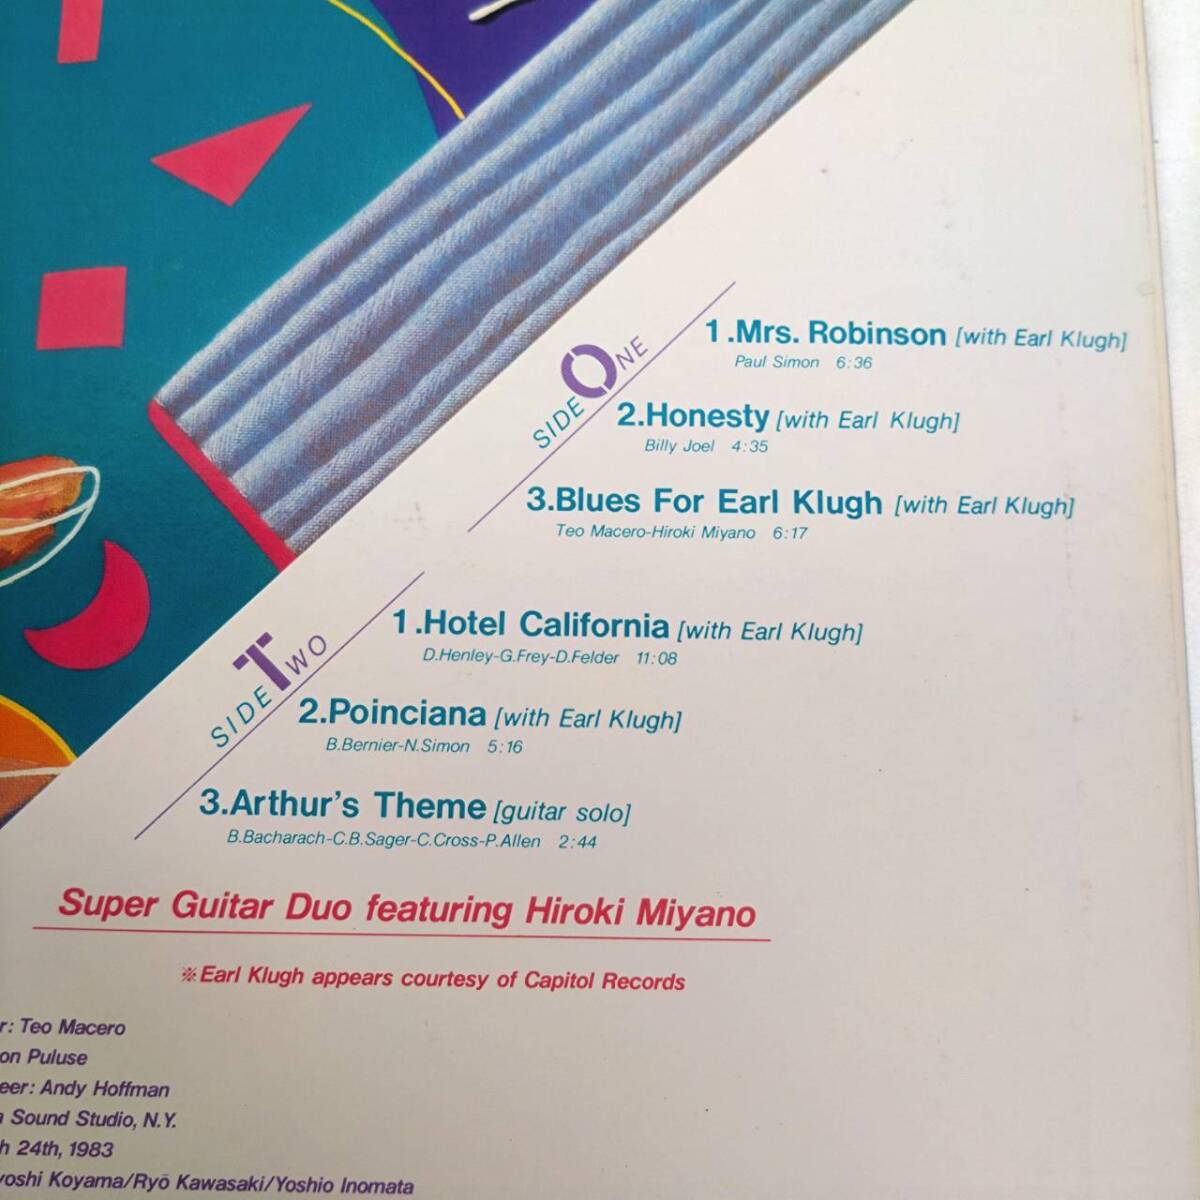 SIDE ONE
1.Mrs. Robinson [with Earl Klugh]
Paul Simon 6:36
2.Honesty [with Earl Klugh]
Billy Joel 4:35
3.Blues For Earl Klugh [with Earl Klugh]
Teo Macero-Hiroki Miyano 6:17
SIDE TWO
1.Hotel California [with Earl Klugh]
D.Henley-G.Frey-D.Felder 11:08
2.Poinciana [with Earl Klugh]
B.Bernier-N.Simon 5:16
3.Arthur's Theme [guitar solo]
B.Bacharach-C.B.Sager-C.Cross-P.Allen 2:44
Super Guitar Duo featuring Hiroki Miyano
※Earl Klugh appears courtesy of Capitol Records
r: Teo Macero
on Puluse
eer: Andy Hoffman
Sound Studio, N.Y.
h 24th, 1983
yoshi Koyama/Ryō Kawasaki/Yoshio Inomata